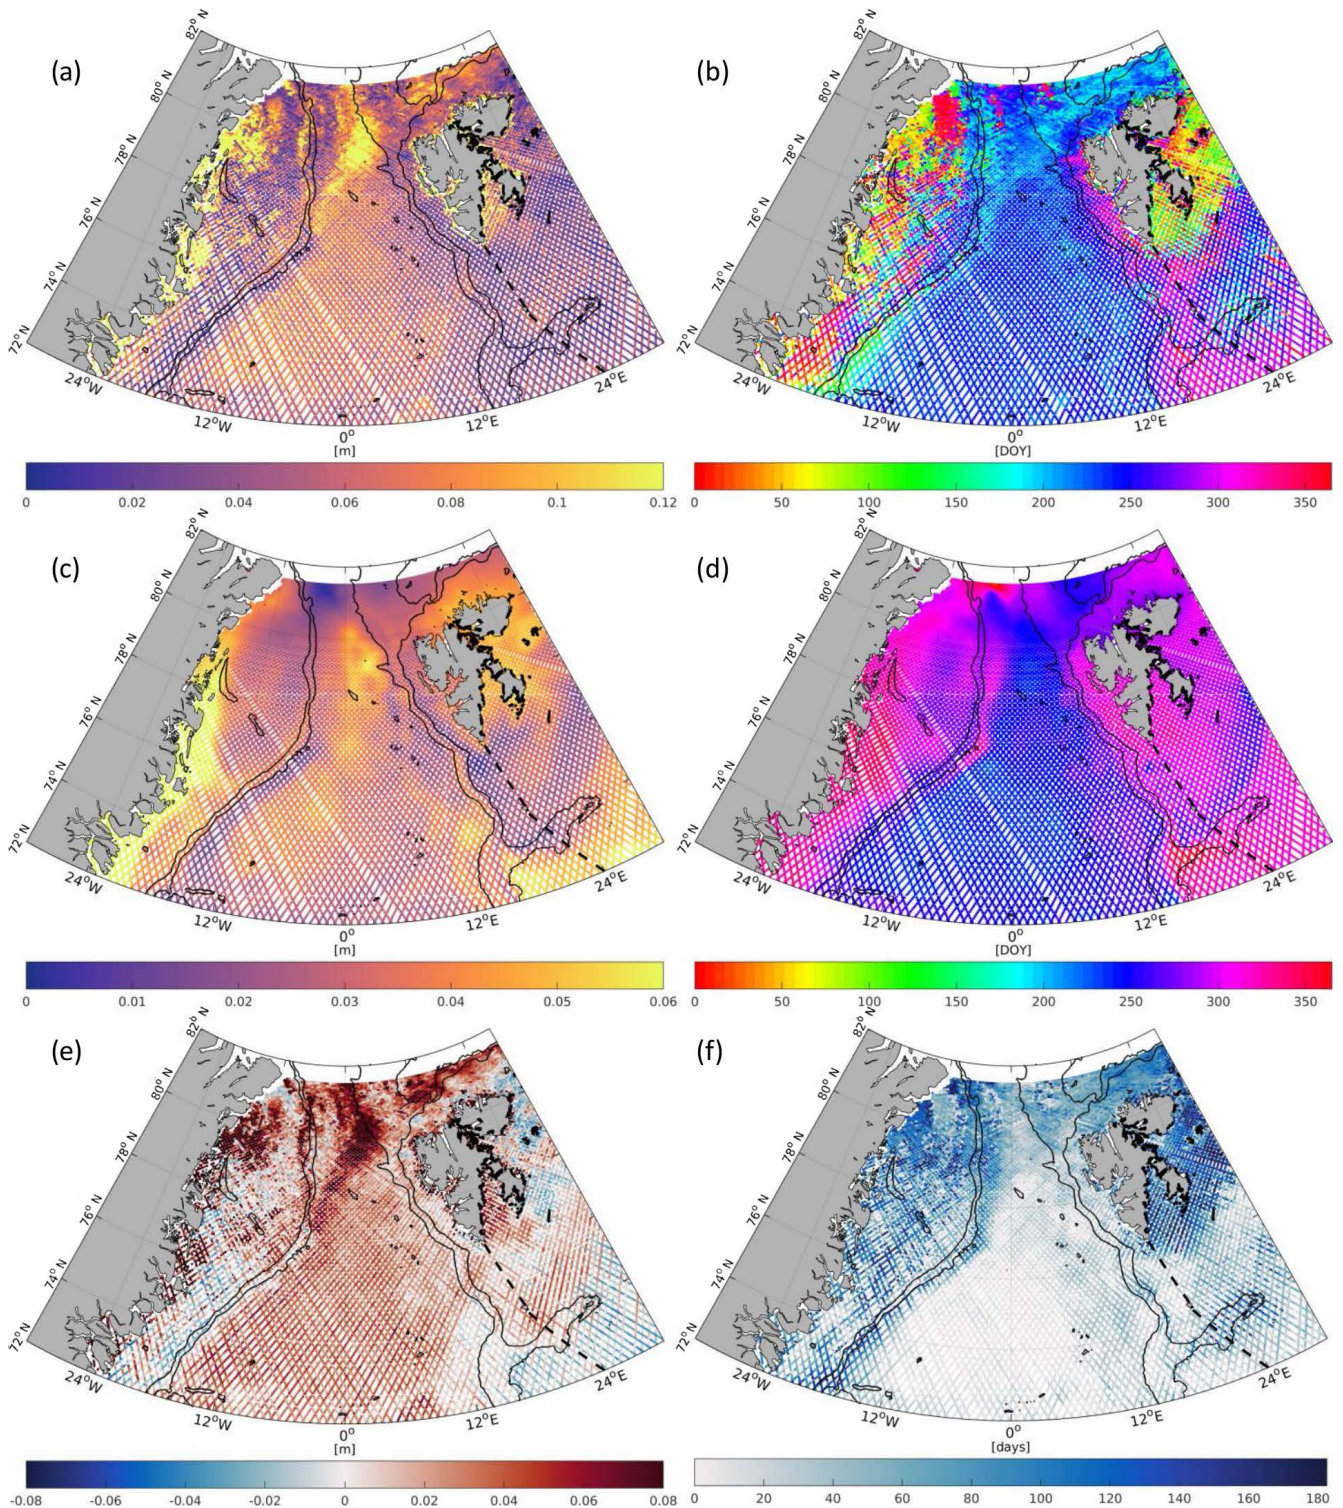 (a)
82° N
80° N
78° N
76° N
74° N
72° N
24°W
12°W
0°
12°E
24°E
[m]
0 0.02 0.04 0.06 0.08 0.1 0.12
(b)
82° N
80° N
78° N
76° N
74° N
72° N
24°W
12°W
0°
12°E
24°E
[DOY]
0 50 100 150 200 250 300 350
(c)
82° N
80° N
78° N
76° N
74° N
72° N
24°W
12°W
0°
12°E
24°E
[m]
0 0.01 0.02 0.03 0.04 0.05 0.06
(d)
82° N
80° N
78° N
76° N
74° N
72° N
24°W
12°W
0°
12°E
24°E
[DOY]
0 50 100 150 200 250 300 350
(e)
82° N
80° N
78° N
76° N
74° N
72° N
24°W
12°W
0°
12°E
24°E
[m]
-0.08 -0.06 -0.04 -0.02 0 0.02 0.04 0.06 0.08
(f)
82° N
80° N
78° N
76° N
74° N
72° N
24°W
12°W
0°
12°E
24°E
[days]
0 20 40 60 80 100 120 140 160 180